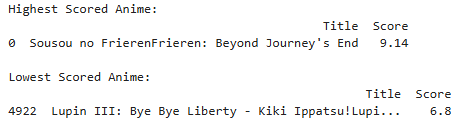 Highest Scored Anime:
Title Score
0 Sousou no FrierenFrieren: Beyond Journey's End 9.14
Lowest Scored Anime:
Title Score
4922 Lupin III: Bye Bye Liberty - Kiki Ippatsu!Lupi... 6.8